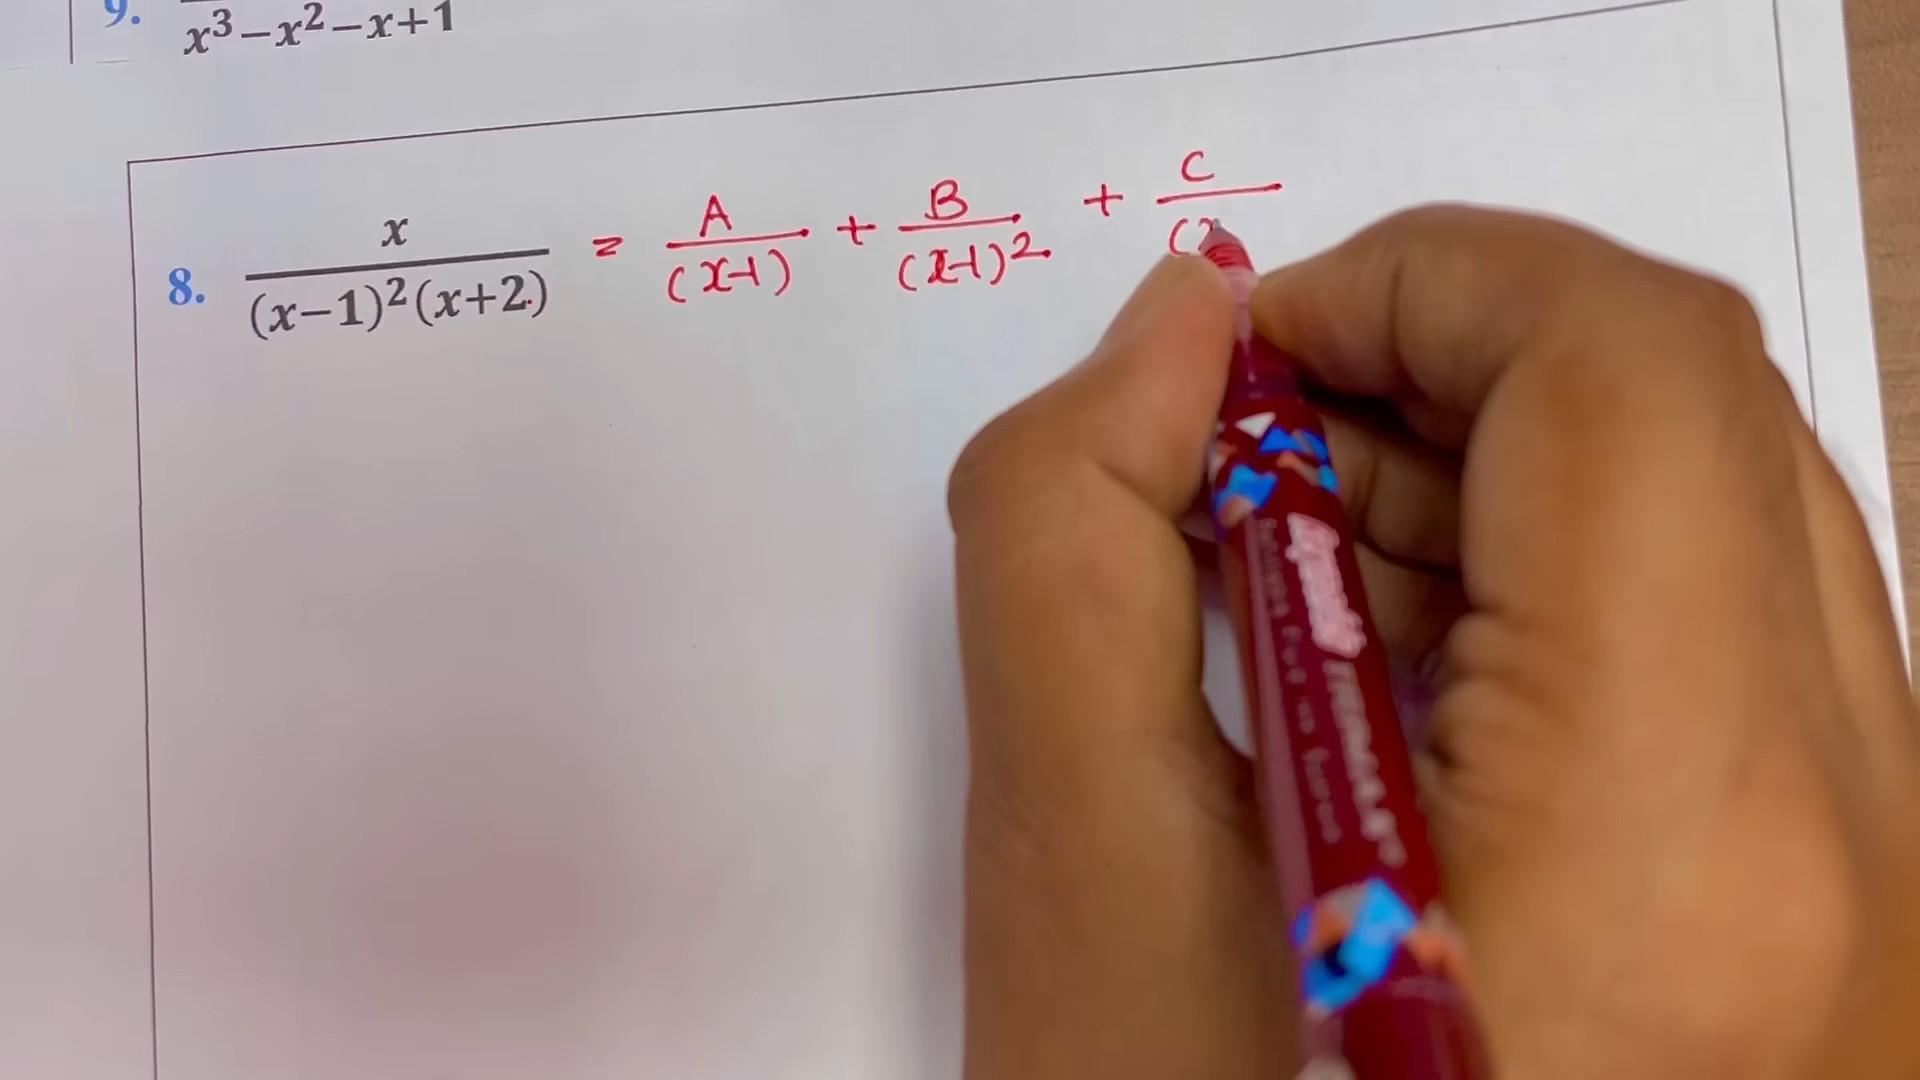 9. x³−x²−x+1
8. x/((x−1)²(x+2)) = A/(x-1) + B/(x-1)² + C/(x